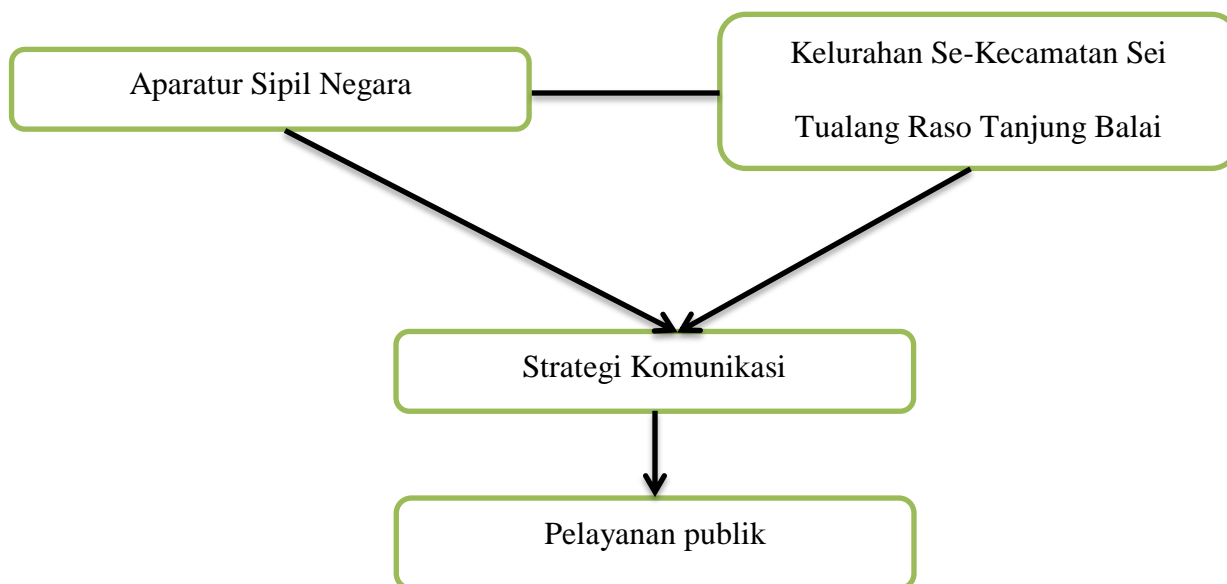 Aparatur Sipil Negara
Kelurahan Se-Kecamatan Sei
Tualang Raso Tanjung Balai
Strategi Komunikasi
Pelayanan publik